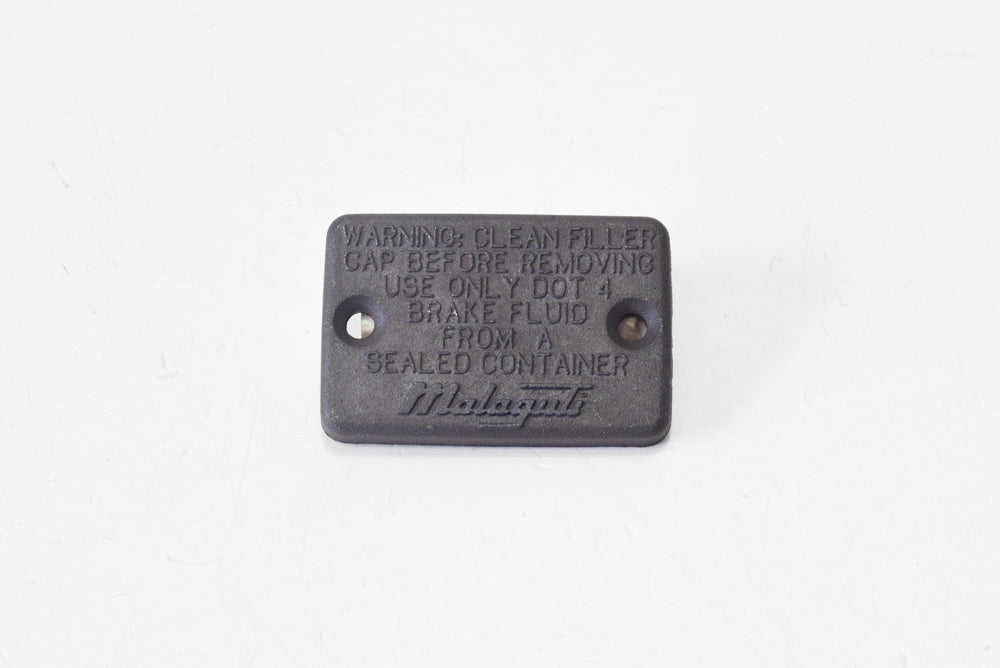 WARNING: CLEAN FILLER
CAP BEFORE REMOVING
USE ONLY DOT 4
BRAKE FLUID
FROM A
SEALED CONTAINER
Malaguti